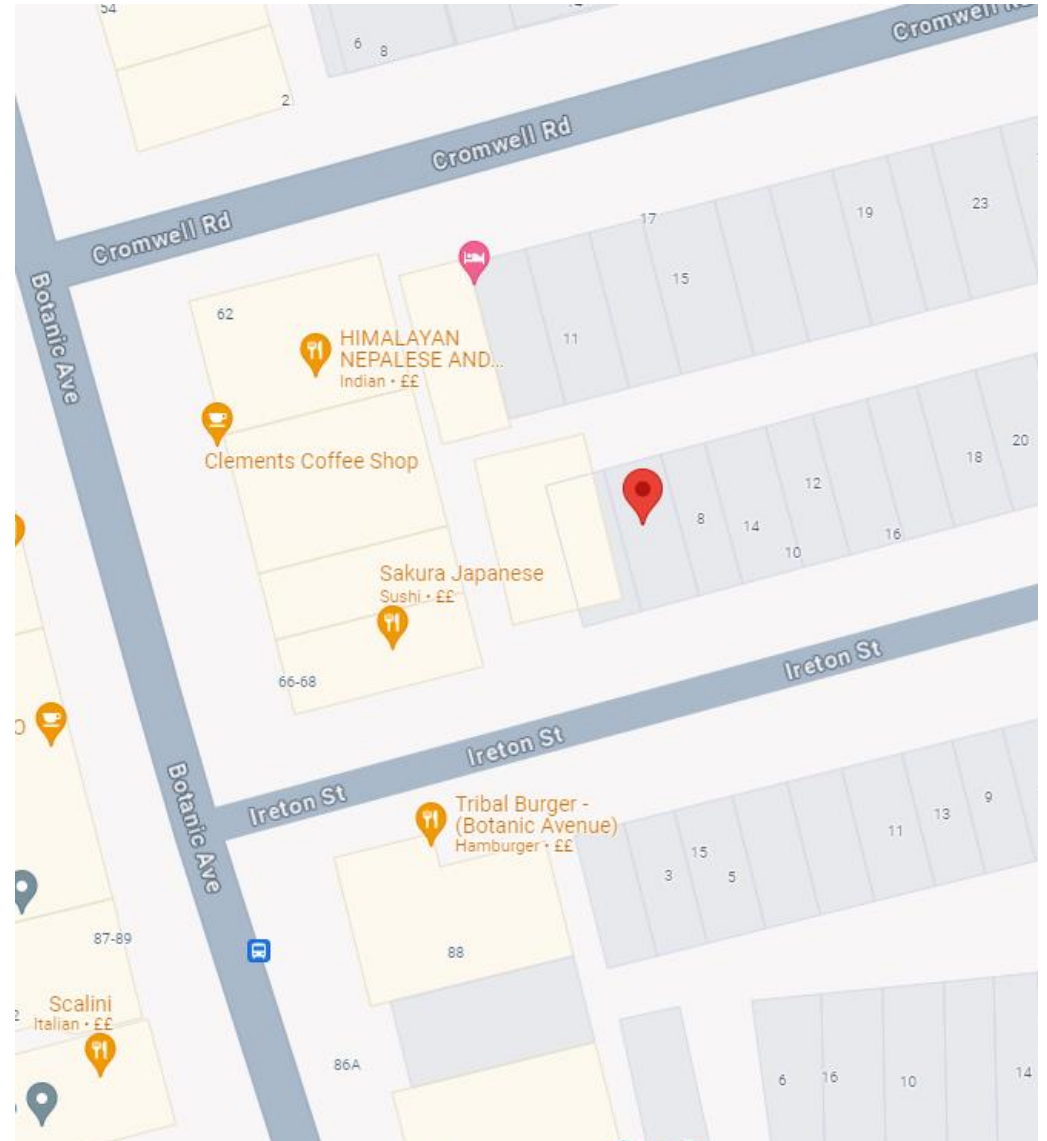 54
6
8
2
Cromwell Rd
Cromwell Rd
Cromwell
Botanic Ave
17
19
23
15
62
11
HIMALAYAN
NEPALESE AND...
Indian • ££
Clements Coffee Shop
20
18
12
8
14
16
10
Sakura Japanese
Sushi • ££
66-68
Ireton St
Ireton St
Ireton St
Botanic Ave
Tribal Burger -
(Botanic Avenue)
Hamburger • ££
9
13
11
15
3
5
87-89
88
Scalini
Italian • ££
86A
6
16
10
14